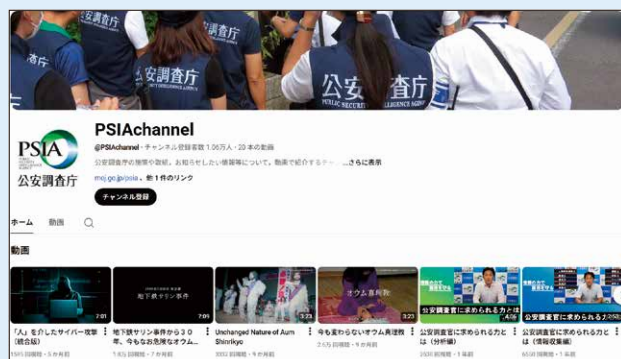 公安調査庁
公安調査庁
PUBLIC SECURITY INTELLIGENCE AGENCY
PSIAchannel
@PSIAchannel・チャンネル登録者数 1.06万人・20 本の動画
公安調査庁の施策や取組、お知らせしたい情報等について、動画で紹介するチャ… ...さらに表示
moj.go.jp/psia、他 1 件のリンク
チャンネル登録
PSIA
公安調査庁
ホーム 動画
動画
地下鉄サリン事件
オウム真理教
公安調査官に求められる力とは
公安調査官に求められる力とは
7:01
7:09
3:23
3:23
「人」を介したサイバー攻撃
(統合版)
地下鉄サリン事件から３０
年、今もなお危険なオウム...
Unchanged Nature of Aum
Shinrikyo
今も変わらないオウム真理教
公安調査官に求められる力と
は（分析編）
公安調査官に求められる力と
は（情報収集編）